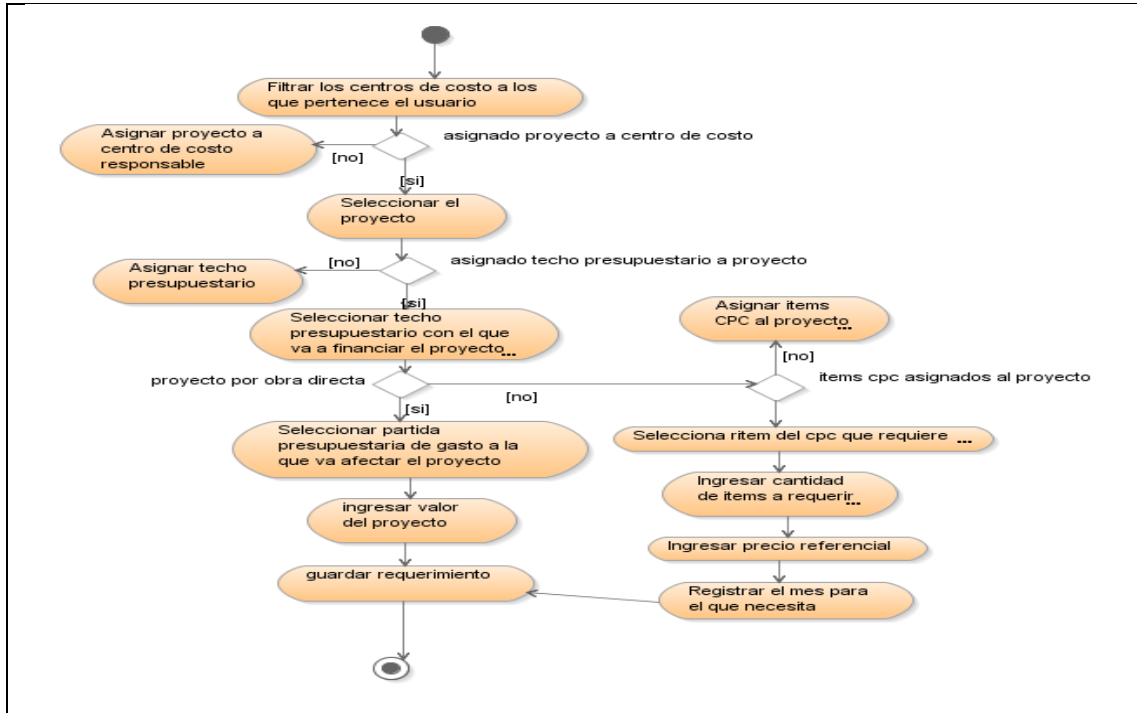 Filtrar los centros de costo a los
que pertenece el usuario
asignado proyecto a centro de costo
Asignar proyecto a
centro de costo
responsable
[no]
[si]
Seleccionar el
proyecto
asignado techo presupuestario a proyecto
[no]
Asignar techo
presupuestario
[si]
Seleccionar techo
presupuestario con el que
va a financiar el proyecto...
Asignar items
CPC al proyecto ...
[no]
proyecto por obra directa
[no]
items cpc asignados al proyecto
[si]
Seleccionar partida
presupuestaria de gasto a la
que va afectar el proyecto
Selecciona ritem del cpc que requiere ...
Ingresar cantidad
de items a requerir...
ingresar valor
del proyecto
Ingresar precio referencial
guardar requerimiento
Registrar el mes para
el que necesita